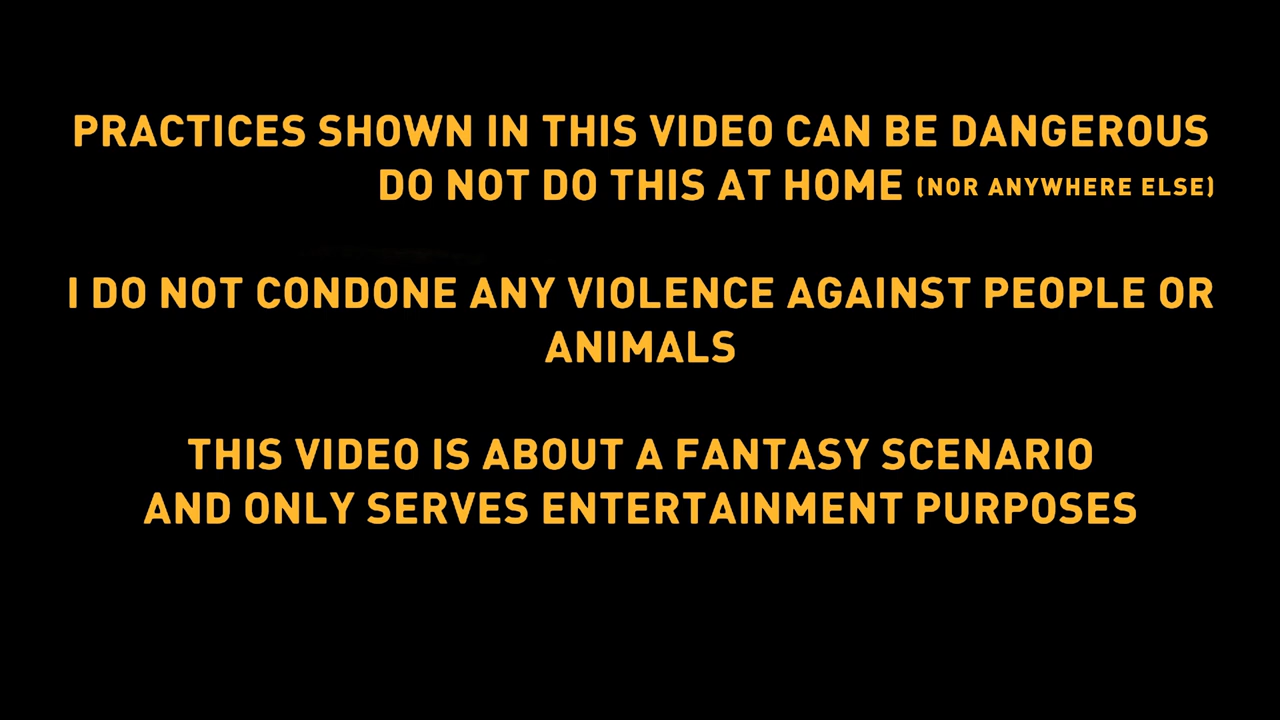 PRACTICES SHOWN IN THIS VIDEO CAN BE DANGEROUS
DO NOT DO THIS AT HOME (NOR ANYWHERE ELSE)
I DO NOT CONDONE ANY VIOLENCE AGAINST PEOPLE OR
ANIMALS
THIS VIDEO IS ABOUT A FANTASY SCENARIO
AND ONLY SERVES ENTERTAINMENT PURPOSES